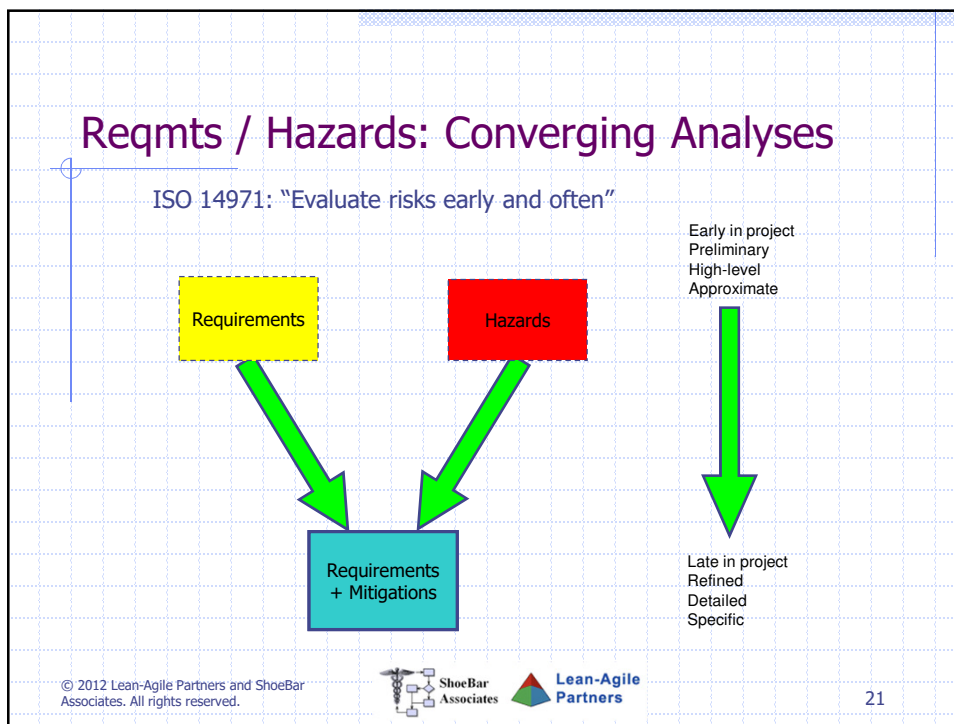 Reqmts / Hazards: Converging Analyses
ISO 14971: “Evaluate risks early and often”
Early in project
Preliminary
High-level
Approximate
Requirements
Hazards
Requirements
+ Mitigations
Late in project
Refined
Detailed
Specific
© 2012 Lean-Agile Partners and ShoeBar
Associates. All rights reserved.
ShoeBar
Associates
Lean-Agile
Partners
21